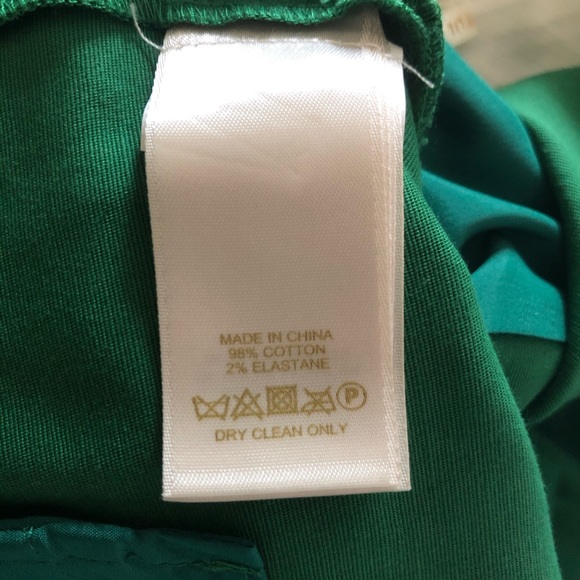 MADE IN CHINA
98% COTTON
2% ELASTANE
P
DRY CLEAN ONLY